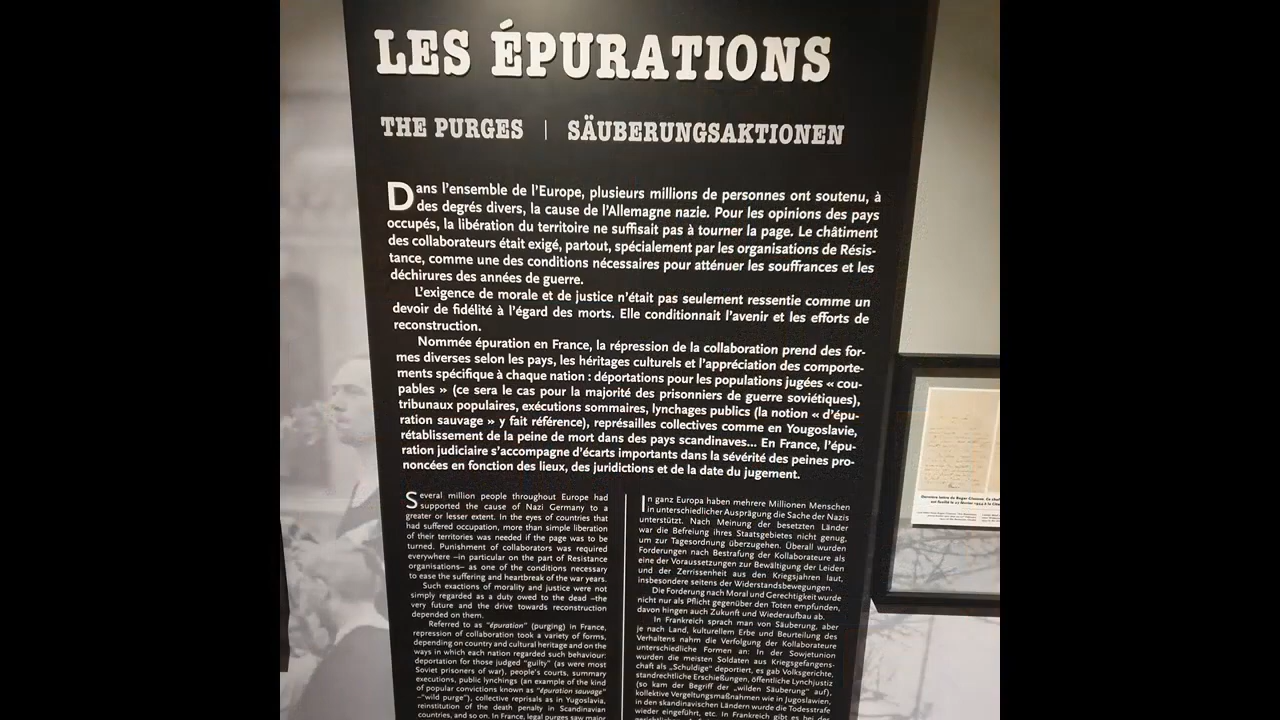 LES ÉPURATIONS
THE PURGES | SÄUBERUNGSAKTIONEN
Dans l'ensemble de l'Europe, plusieurs millions de personnes ont soutenu, à
des degrés divers, la cause de l'Allemagne nazie. Pour les opinions des pays
occupés, la libération du territoire ne suffisait pas à tourner la page. Le châtiment
des collaborateurs était exigé, partout, spécialement par les organisations de Résis-
tance, comme une des conditions nécessaires pour atténuer les souffrances et les
déchirures des années de guerre.
L'exigence de morale et de justice n'était pas seulement ressentie comme un
devoir de fidélité à l'égard des morts. Elle conditionnait l'avenir et les efforts de
reconstruction.
Nommée épuration en France, la répression de la collaboration prend des for-
mes diverses selon les pays, les héritages culturels et l'appréciation des comporte-
ments spécifique à chaque nation : déportations pour les populations jugées « cou-
pables » (ce sera le cas pour la majorité des prisonniers de guerre soviétiques),
tribunaux populaires, exécutions sommaires, lynchages publics (la notion « d'épu-
ration sauvage » y fait référence), représailles collectives comme en Yougoslavie,
rétablissement de la peine de mort dans des pays scandinaves... En France, l'épu-
ration judiciaire s'accompagne d'écarts importants dans la sévérité des peines pro-
noncées en fonction des lieux, des juridictions et de la date du jugement.
Several million people throughout Europe had
supported the cause of Nazi Germany to a
greater or lesser extent. In the eyes of countries that
had suffered occupation, more than simple liberation
of their territories was needed if the page was to be
turned. Punishment of collaborators was required
everywhere –in particular on the part of Resistance
organisations– as one of the conditions necessary
to ease the suffering and heartbreak of the war years.
Such exactions of morality and justice were not
simply regarded as a duty owed to the dead –the
very future and the drive towards reconstruction
depended on them.
Referred to as "épuration" (purging) in France,
repression of collaboration took a variety of forms,
depending on country and cultural heritage and on the
ways in which each nation regarded such behaviour:
deportation for those judged "guilty" (as were most
Soviet prisoners of war), people's courts, summary
executions, public lynchings (an example of the kind
of popular convictions known as "épuration sauvage"
–"wild purge"), collective reprisals as in Yugoslavia,
reinstitution of the death penalty in Scandinavian
countries, and so on. In France, legal purges saw major
In ganz Europa haben mehrere Millionen Menschen
in unterschiedlicher Ausprägung die Sache der Nazis
unterstützt. Nach Meinung der besetzten Länder
war die Befreiung ihres Staatsgebietes nicht genug,
um zur Tagesordnung überzugehen. Überall wurden
Forderungen nach Bestrafung der Kollaborateure als
eine der Voraussetzungen zur Bewältigung der Leiden
und der Zerrissenheit aus den Kriegsjahren laut,
insbesondere seitens der Widerstandsbewegungen.
Die Forderung nach Moral und Gerechtigkeit wurde
nicht nur als Pflicht gegenüber den Toten empfunden,
davon hingen auch Zukunft und Wiederaufbau ab.
In Frankreich sprach man von Säuberung, aber
je nach Land, kulturellem Erbe und Beurteilung des
Verhaltens nahm die Verfolgung der Kollaborateure
unterschiedliche Formen an: In der Sowjetunion
wurden die meisten Soldaten aus Kriegsgefangens-
chaft als „Schuldige" deportiert, es gab Volksgerichte,
standrechtliche Erschießungen, öffentliche Lynchjustiz
(so kam der Begriff der „wilden Säuberung" auf),
kollektive Vergeltungsmaßnahmen wie in Jugoslawien,
in den skandinavischen Ländern wurde die Todesstrafe
wieder eingeführt, etc. In Frankreich gibt es bei der